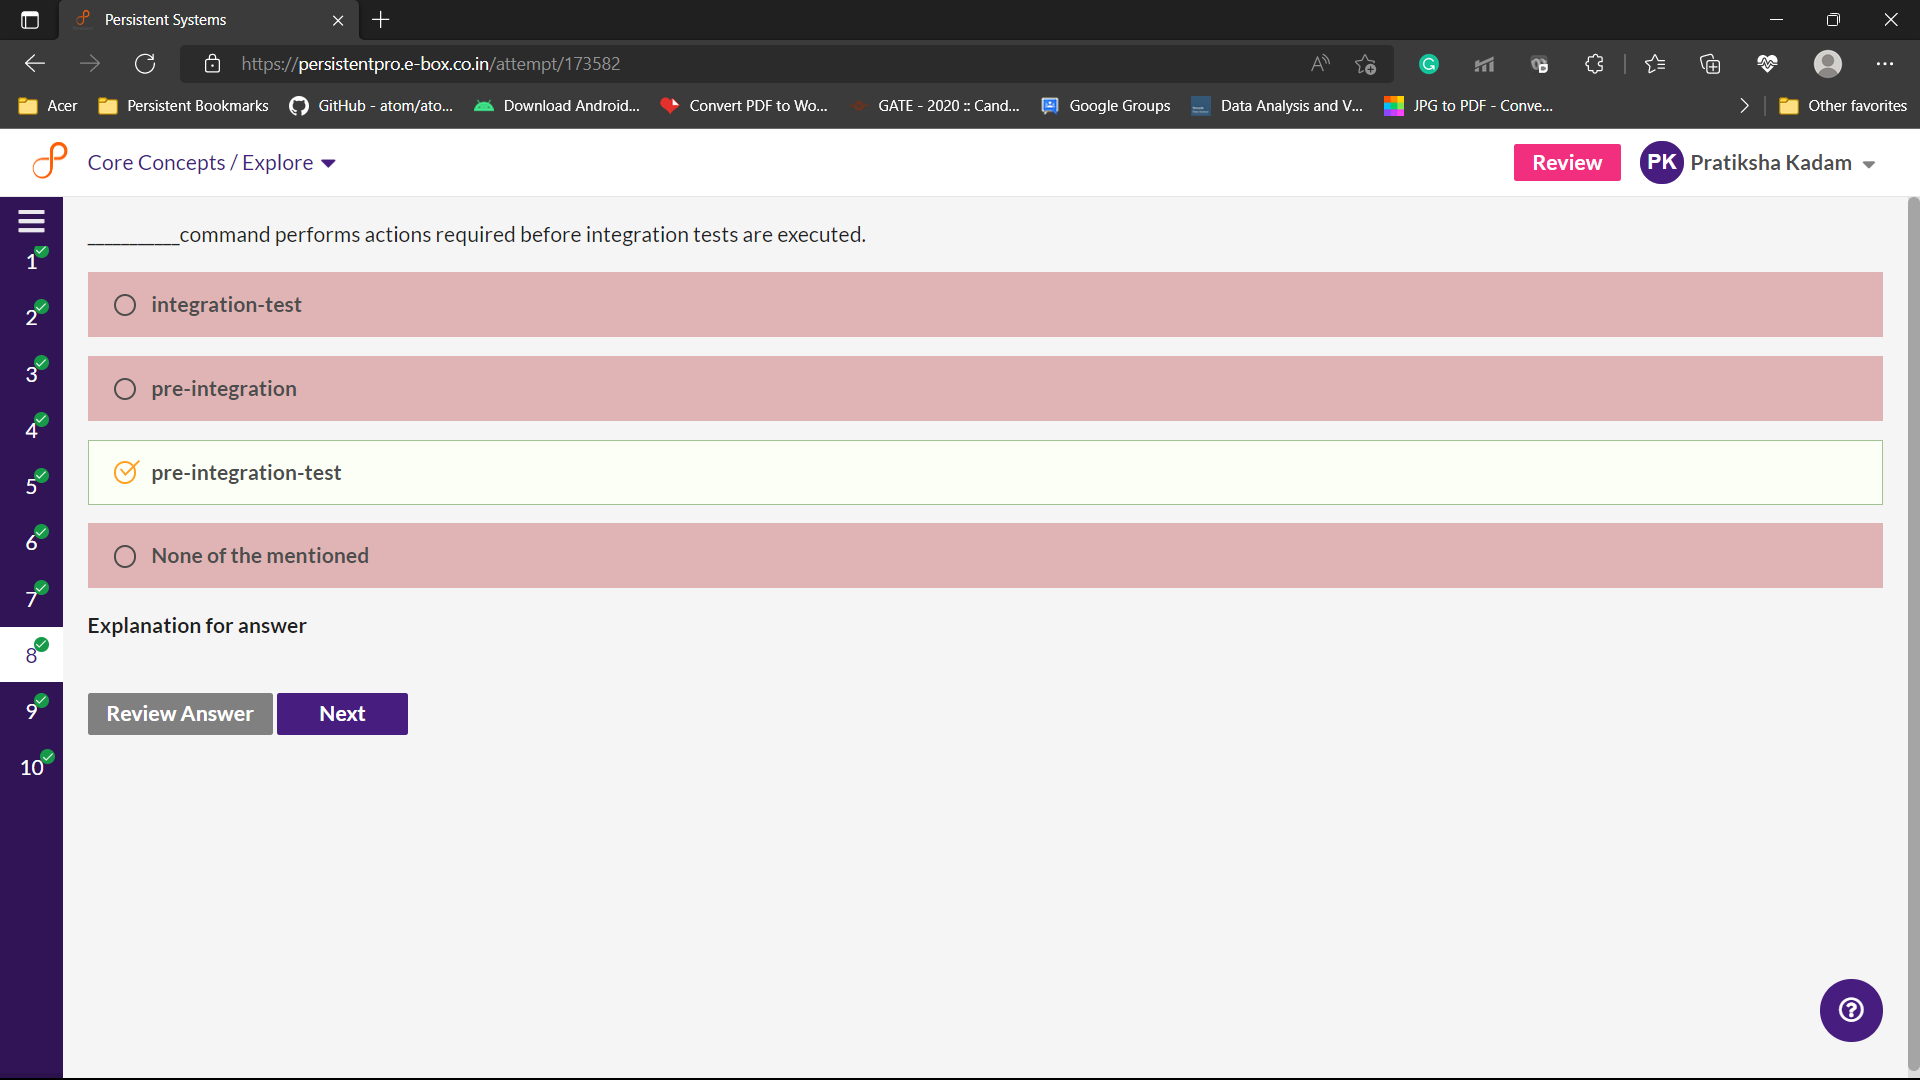 Persistent Systems
https://persistentpro.e-box.co.in/attempt/173582
Acer
Persistent Bookmarks
GitHub - atom/ato...
Download Android...
Convert PDF to Wo...
GATE - 2020 :: Cand...
Google Groups
Data Analysis and V...
JPG to PDF - Conve...
Other favorites
Core Concepts / Explore
Review
PK
Pratiksha Kadam
___________command performs actions required before integration tests are executed.
1
integration-test
2
3
pre-integration
4
pre-integration-test
5
6
None of the mentioned
7
Explanation for answer
8
9
Review Answer
Next
10